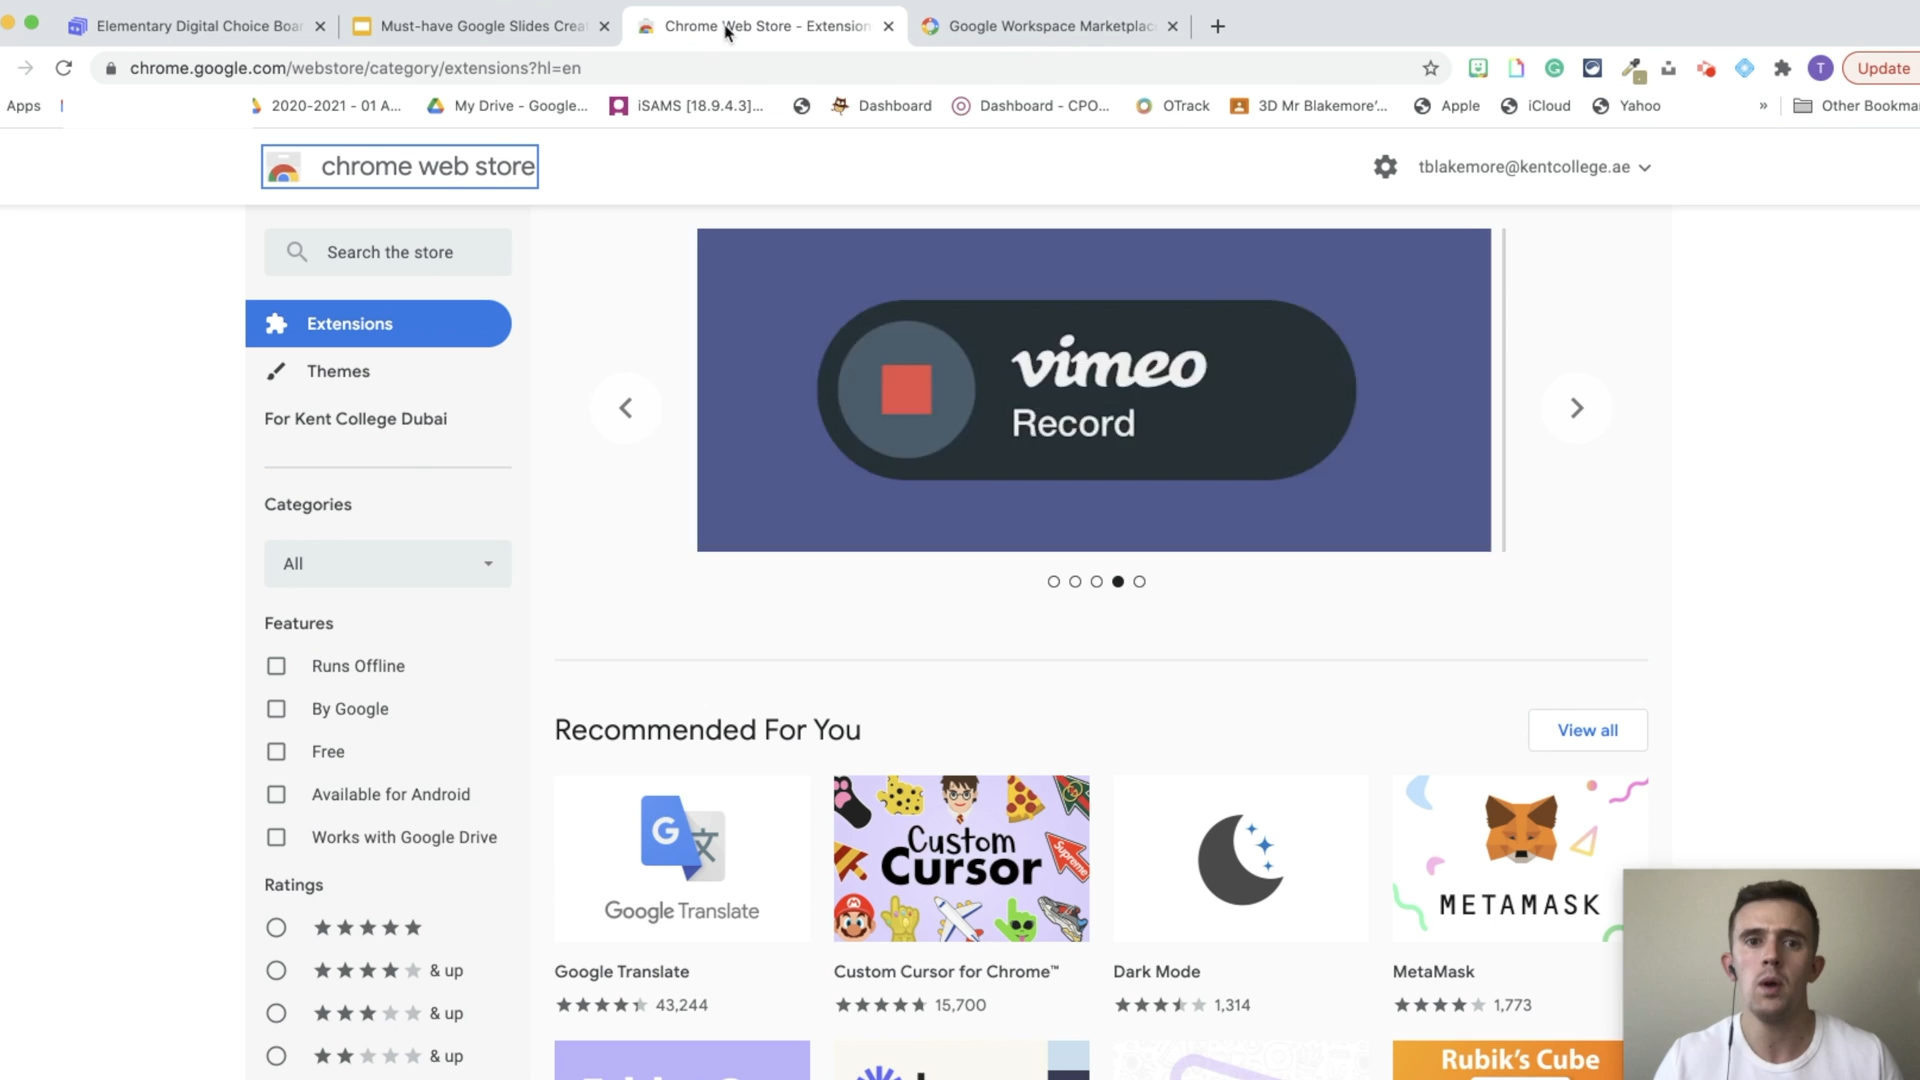 Elementary Digital Choice Boar
Must-have Google Slides Crea
Chrome Web Store - Extension
Google Workspace Marketplac
chrome.google.com/webstore/category/extensions?hl=en
T
Update
Apps
2020-2021 - 01 A...
My Drive - Google...
iSAMS [18.9.4.3]...
Dashboard
Dashboard - CPO...
OTrack
3D Mr Blakemore'...
Apple
iCloud
Yahoo
»
Other Bookma
chrome web store
tblakemore@kentcollege.ae
Search the store
Extensions
Themes
For Kent College Dubai
Categories
All
Features
Runs Offline
By Google
Free
Available for Android
Works with Google Drive
Ratings
& up
& up
& up
vimeo
Record
Recommended For You
View all
Google Translate
Custom
Cursor
Supreme
METAMASK
Google Translate
43,244
Custom Cursor for Chrome™
15,700
Dark Mode
1,314
MetaMask
1,773
Rubik's Cube